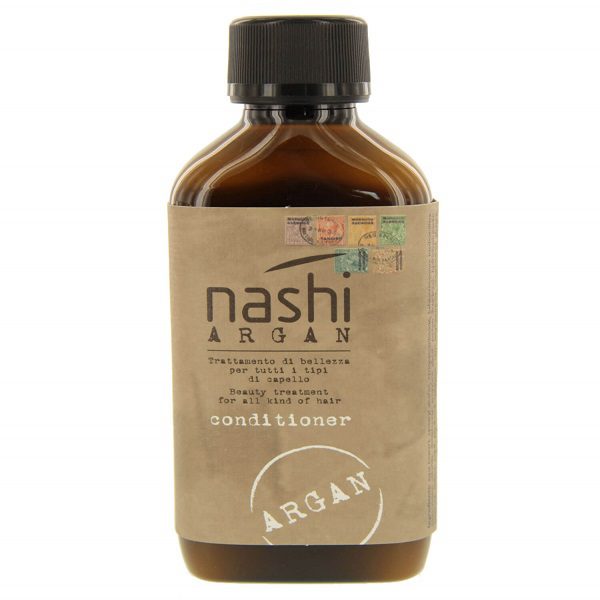 nashi
ARGAN
Trattamento di bellezza
per tutti i tipi
di capello
Beauty treatment
for all kind of hair
conditioner
ARGAN